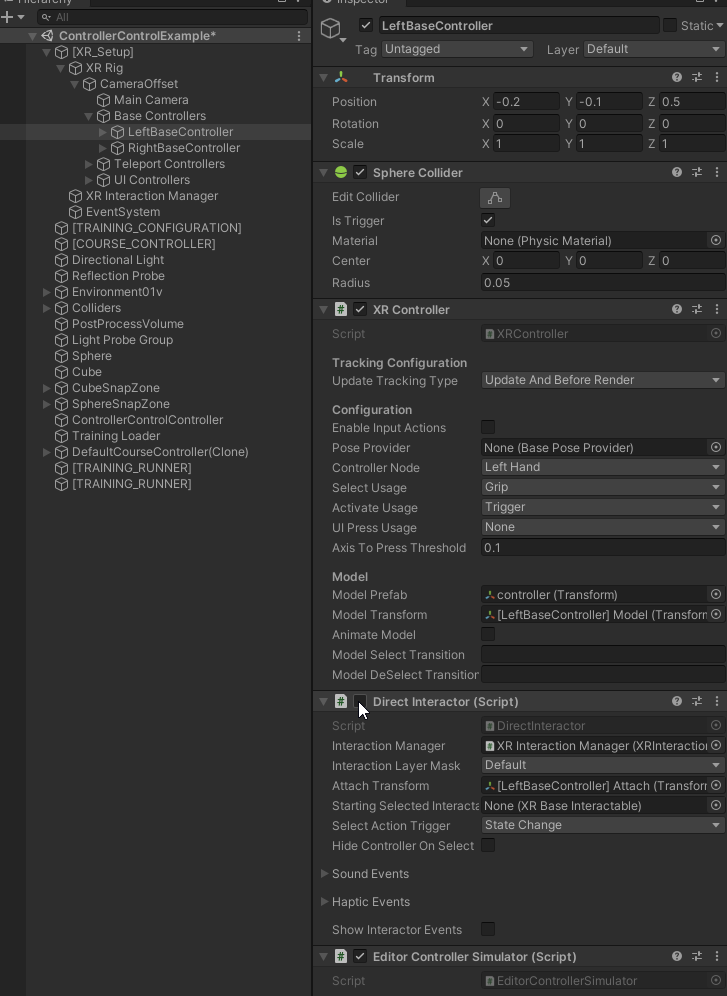 Hierarchy
All
ControllerControlExample*
[XR_Setup]
XR Rig
CameraOffset
Main Camera
Base Controllers
LeftBaseController
RightBaseController
Teleport Controllers
UI Controllers
XR Interaction Manager
EventSystem
[TRAINING_CONFIGURATION]
[COURSE_CONTROLLER]
Directional Light
Reflection Probe
Environment01v
Colliders
PostProcessVolume
Light Probe Group
Sphere
Cube
CubeSnapZone
SphereSnapZone
ControllerControlController
Training Loader
DefaultCourseController(Clone)
[TRAINING_RUNNER]
[TRAINING_RUNNER]
Inspector
LeftBaseController Static
Tag Untagged Layer Default
Transform
Position X -0.2 Y -0.1 Z 0.5
Rotation X 0 Y 0 Z 0
Scale X 1 Y 1 Z 1
Sphere Collider
Edit Collider
Is Trigger
Material None (Physic Material)
Center X 0 Y 0 Z 0
Radius 0.05
XR Controller
Script XRController
Tracking Configuration
Update Tracking Type Update And Before Render
Configuration
Enable Input Actions
Pose Provider None (Base Pose Provider)
Controller Node Left Hand
Select Usage Grip
Activate Usage Trigger
UI Press Usage None
Axis To Press Threshold 0.1
Model
Model Prefab controller (Transform)
Model Transform [LeftBaseController] Model (Transform
Animate Model
Model Select Transition
Model DeSelect Transition
Direct Interactor (Script)
Script DirectInteractor
Interaction Manager XR Interaction Manager (XRInteraction
Interaction Layer Mask Default
Attach Transform [LeftBaseController] Attach (Transform
Starting Selected Interacta None (XR Base Interactable)
Select Action Trigger State Change
Hide Controller On Select
Sound Events
Haptic Events
Show Interactor Events
Editor Controller Simulator (Script)
Script EditorControllerSimulator